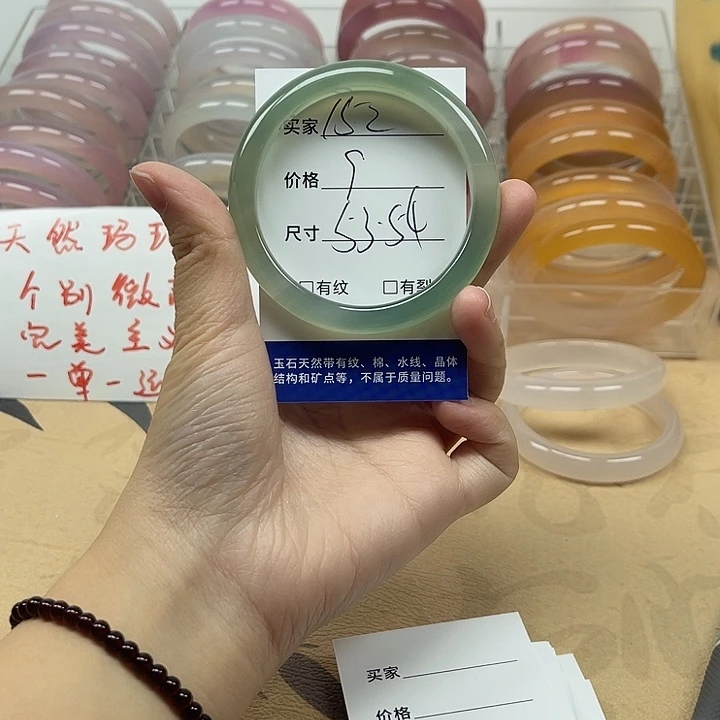 买家 152
价格 9
尺寸 53.54
□有纹 □有裂
玉石天然带有纹、棉、水线、晶体
结构和矿点等，不属于质量问题。
天然玛
个别微
完美主
一单一运
买家
价格